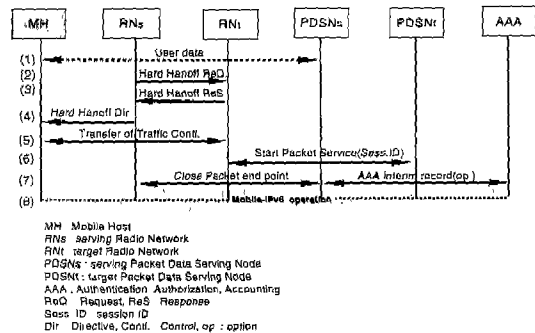 MH RNs RNt PDSNs PDSNt AAA
(1) User data
(2) Hard Handoff ReQ
(3) Hard Handoff ReS
(4) Hard Handoff Dir
(5) Transfer of Traffic Contl.
(6) Start Packet Service(Sess.ID)
(7) Close Packet end point AAA interim record(op )
(8) Mobile-IPv6 operation
MH Mobile Host
RNs serving Radio Network
RNt target Radio Network
PDSNs : serving Packet Data Serving Node
PDSNt : target Packet Data Serving Node
AAA : Authentication Authorization, Accounting
ReQ Request, ReS Response
Sess ID session ID
Dir Directive, Contl. Control, op : option